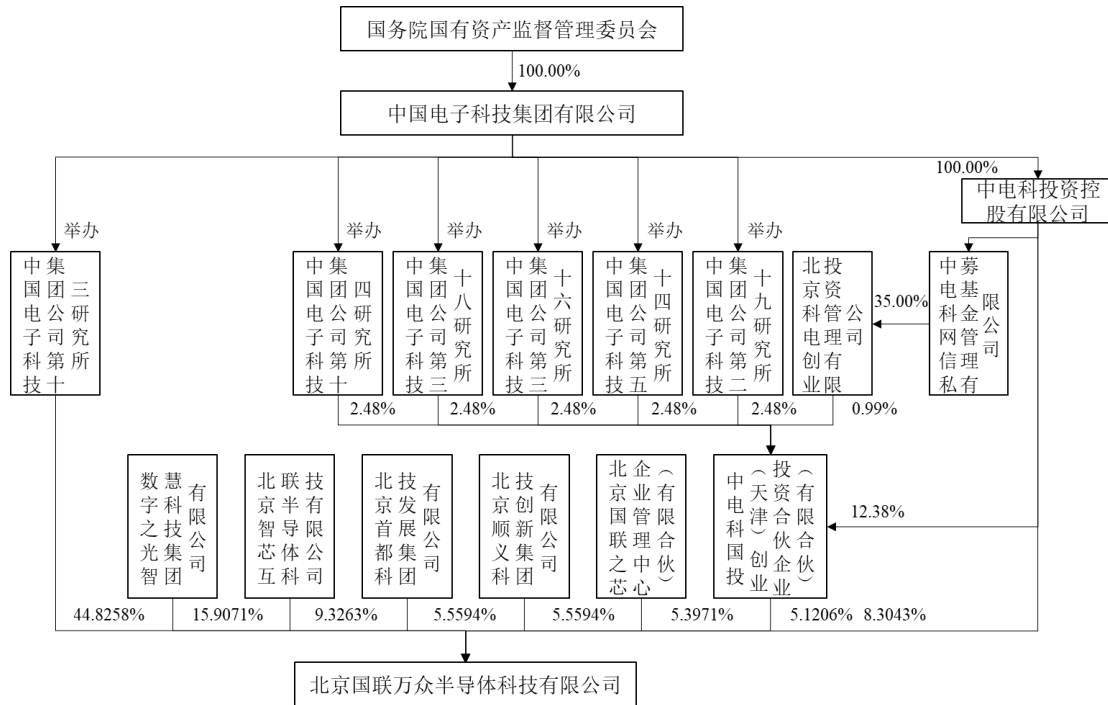 国务院国有资产监督管理委员会
100.00%
中国电子科技集团有限公司
100.00%
中电科投资控
股有限公司
举办
举办
举办
举办
举办
举办
中国电子科技
集团公司第十
三研究所
中国电子科技
集团公司第十
四研究所
中国电子科技
集团公司第三
十八研究所
中国电子科技
集团公司第三
十六研究所
中国电子科技
集团公司第五
十四研究所
中国电子科技
集团公司第二
十九研究所
北京科电创业
投资管理有限
公司
35.00%
中电科网信私
募基金管理有
限公司
2.48%
2.48%
2.48%
2.48%
2.48%
0.99%
数字之光智
慧科技集团
有限公司
北京智芯互
联半导体科
技有限公司
北京首都科
技发展集团
有限公司
北京顺义科
技创新集团
有限公司
北京国联之芯
企业管理中心
（有限合伙）
中电科国投
（天津）创业
投资合伙企业
（有限合伙）
12.38%
44.8258%
15.9071%
9.3263%
5.5594%
5.5594%
5.3971%
5.1206%
8.3043%
北京国联万众半导体科技有限公司